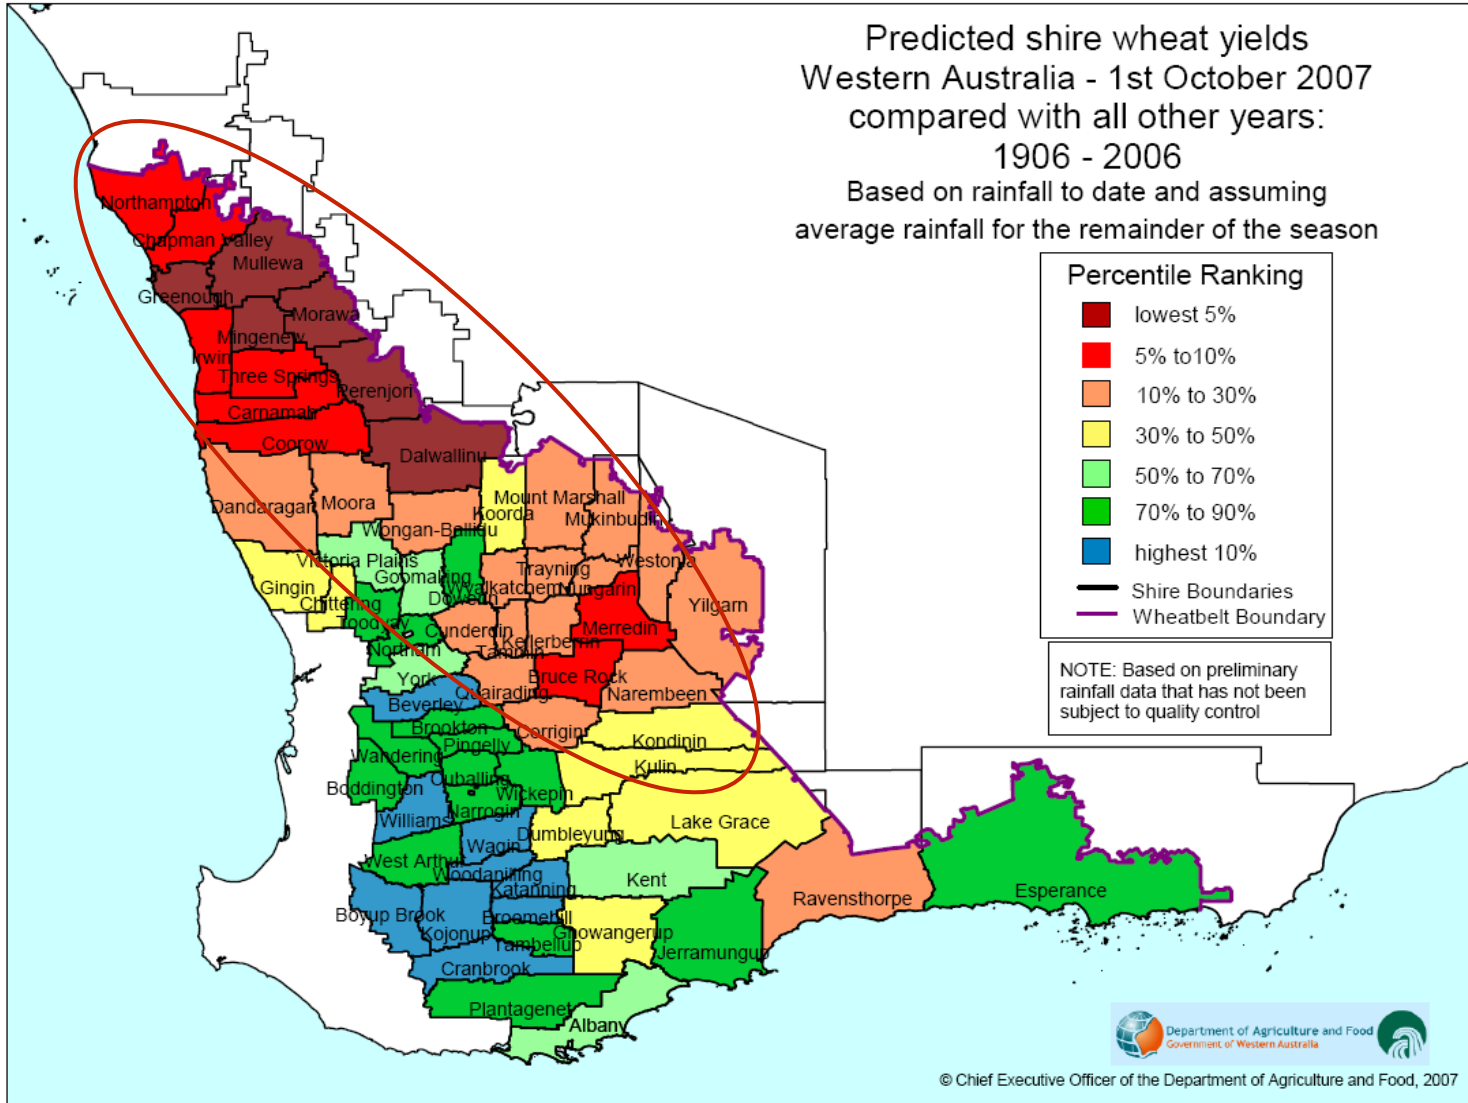 Predicted shire wheat yields
Western Australia - 1st October 2007
compared with all other years:
1906 - 2006
Based on rainfall to date and assuming
average rainfall for the remainder of the season
Percentile Ranking
lowest 5%
5% to10%
10% to 30%
30% to 50%
50% to 70%
70% to 90%
highest 10%
Shire Boundaries
Wheatbelt Boundary
NOTE: Based on preliminary
rainfall data that has not been
subject to quality control
Northampton
Chapman Valley
Mullewa
Greenough
Morawa
Mingenew
Irwin
Three Springs
Perenjori
Carnamah
Coorow
Dalwallinu
Dandaragan
Moora
Mount Marshall
Koorda
Mukinbudin
Wongan-Ballidu
Victoria Plains
Goomalling
Trayning
Westonia
Gingin
Wyalkatchem
Nungarin
Dowerin
Chittering
Toodyay
Yilgarn
Cunderdin
Merredin
Kellerberrin
Northam
Tammin
York
Bruce Rock
Quairading
Narembeen
Beverley
Brookton
Corrigin
Kondinin
Pingelly
Wandering
Kulin
Cuballing
Boddington
Wickepin
Narrogin
Williams
Lake Grace
Dumbleyung
Wagin
West Arthur
Woodanilling
Kent
Katanning
Ravensthorpe
Esperance
Boyup Brook
Broomehill
Kojonup
Gnowangerup
Tambellup
Jerramungup
Cranbrook
Plantagenet
Albany
Department of Agriculture and Food
Government of Western Australia
© Chief Executive Officer of the Department of Agriculture and Food, 2007